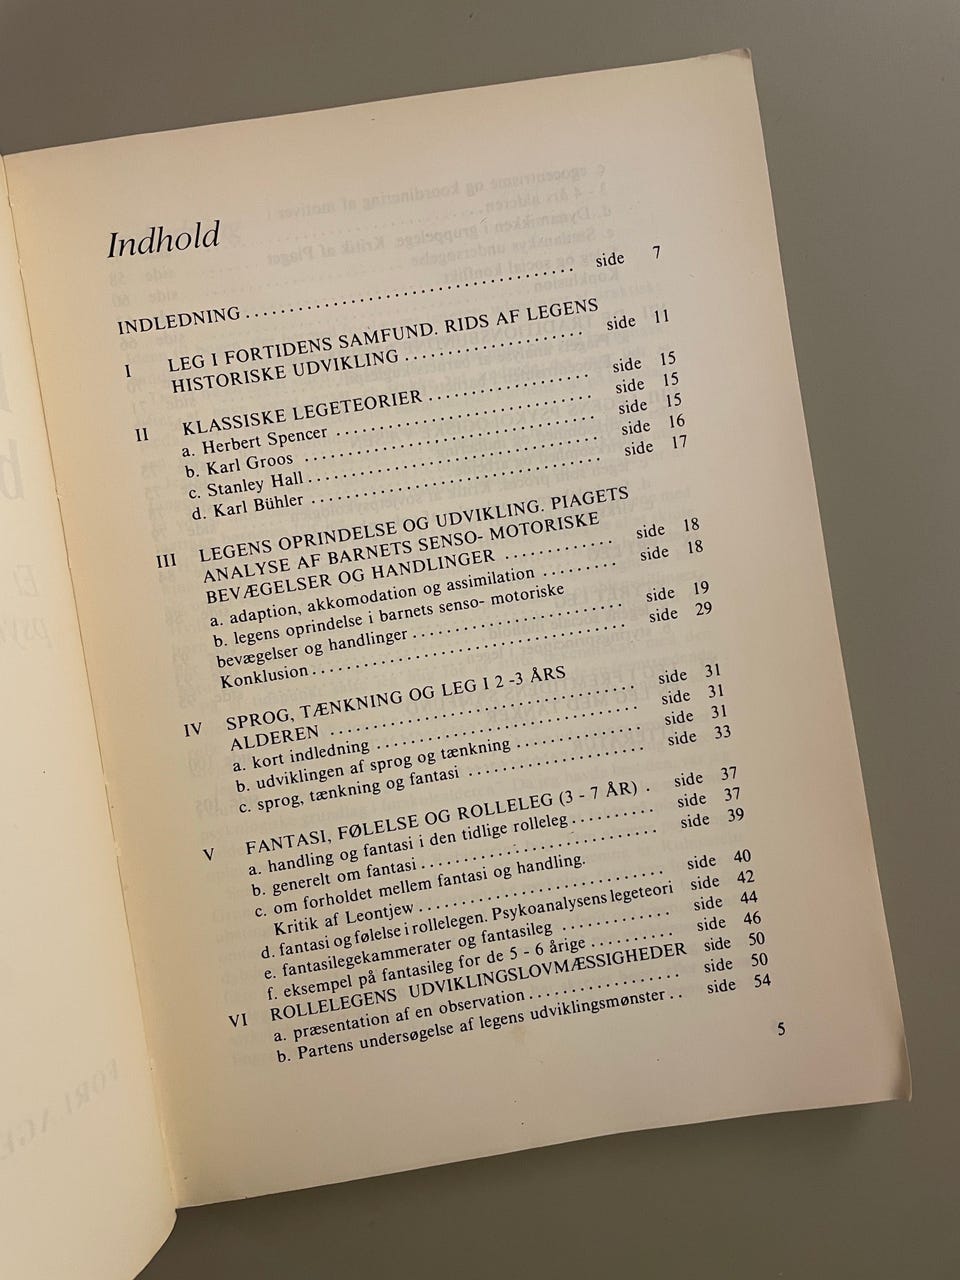 Indhold
INDLEDNING ........................................ side 7
I LEG I FORTIDENS SAMFUND. RIDS AF LEGENS
HISTORISKE UDVIKLING ..................... side 11
II KLASSISKE LEGETEORIER ................... side 15
a. Herbert Spencer .............................. side 15
b. Karl Groos .................................. side 15
c. Stanley Hall ................................. side 16
d. Karl Bühler ................................. side 17
III LEGENS OPRINDELSE OG UDVIKLING. PIAGETS
ANALYSE AF BARNETS SENSO- MOTORISKE
BEVÆGELSER OG HANDLINGER ............. side 18
a. adaption, akkomodation og assimilation ......... side 18
b. legens oprindelse i barnets senso- motoriske
bevægelser og handlinger ........................ side 19
Konklusion .................................... side 29
IV SPROG, TÆNKNING OG LEG I 2 -3 ÅRS
ALDEREN .................................... side 31
a. kort indledning .............................. side 31
b. udviklingen af sprog og tænkning .............. side 31
c. sprog, tænkning og fantasi .................... side 33
V FANTASI, FØLELSE OG ROLLELEG (3 - 7 ÅR) . side 37
a. handling og fantasi i den tidlige rolleleg .......... side 37
b. generelt om fantasi ........................... side 39
c. om forholdet mellem fantasi og handling.
Kritik af Leontjew ............................. side 40
d. fantasi og følelse i rollelegen. Psykoanalysens legeteori side 42
e. fantasilegekammerater og fantasileg ............ side 44
f. eksempel på fantasileg for de 5 - 6 årige .......... side 46
VI ROLLELEGENS UDVIKLINGSLOVMÆSSIGHEDER side 50
a. præsentation af en observation ................ side 50
b. Partens undersøgelse af legens udviklingsmønster .. side 54
5